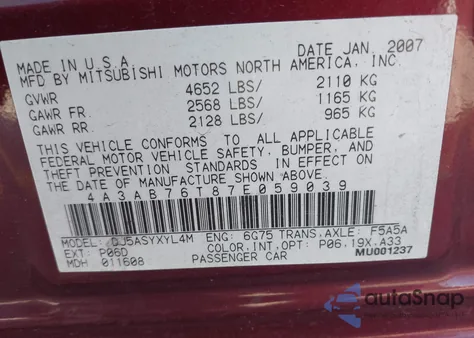 MADE IN U.S.A. DATE JAN. 2007
MFD BY MITSUBISHI MOTORS NORTH AMERICA, INC.
GVWR 4652 LBS/ 2110 KG
GAWR FR. 2568 LBS/ 1165 KG
GAWR RR. 2128 LBS/ 965 KG
THIS VEHICLE CONFORMS TO ALL APPLICABLE
FEDERAL MOTOR VEHICLE SAFETY, BUMPER, AND
THEFT PREVENTION STANDARDS IN EFFECT ON
THE DATE OF MANUFACTURE SHOWN ABOVE.
4A3AB76T87E059039
MODEL: DJ5ASYXYL4M ENG: 6G75 TRANS, AXLE: F5A5A
EXT: P06D COLOR, INT, OPT: P06, 19X, A33
MDH 011608 PASSENGER CAR MU001237
autoSnap